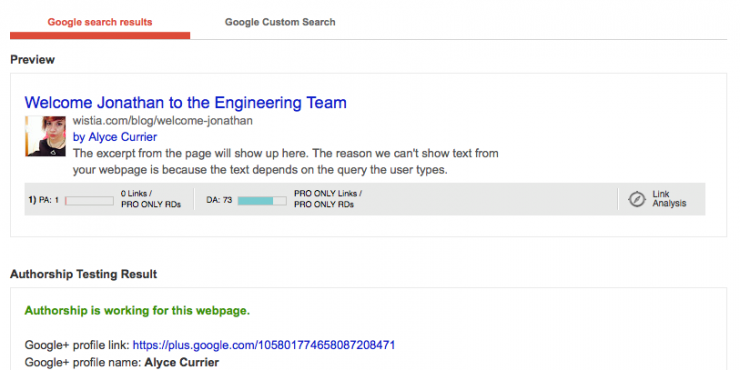 Google search results
Google Custom Search
Preview
Welcome Jonathan to the Engineering Team
wistia.com/blog/welcome-jonathan
by Alyce Currier
The excerpt from the page will show up here. The reason we can't show text from
your webpage is because the text depends on the query the user types.
1) PA: 1
0 Links /
PRO ONLY RDs
DA: 73
PRO ONLY Links /
PRO ONLY RDs
Link
Analysis
Authorship Testing Result
Authorship is working for this webpage.
Google+ profile link: https://plus.google.com/105801774658087208471
Google+ profile name: Alyce Currier